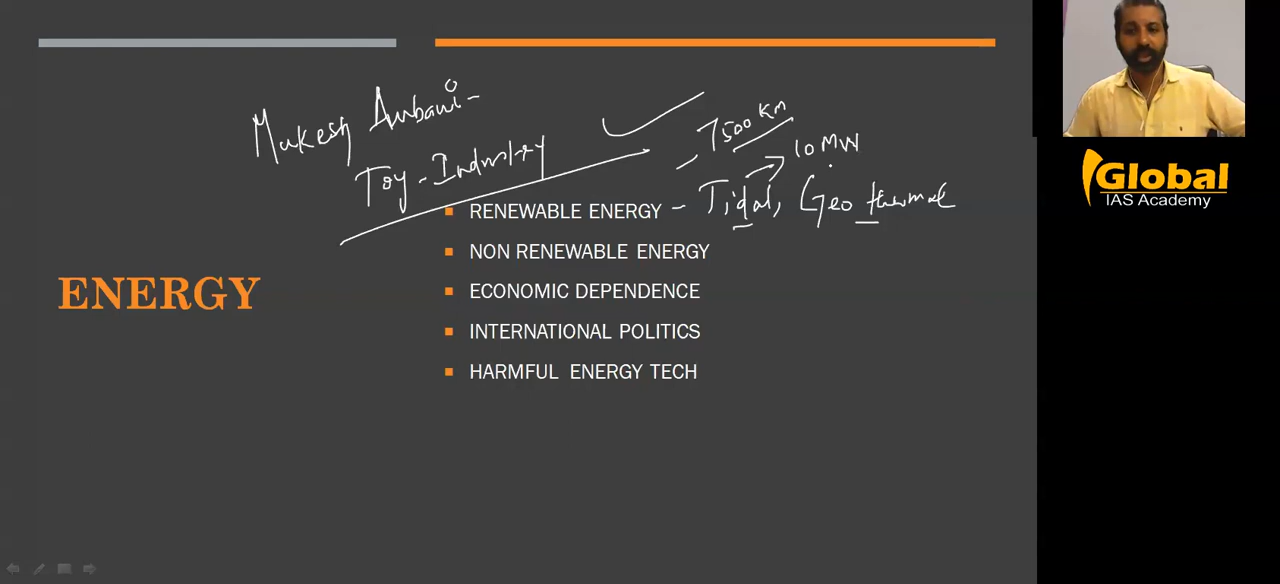 Mukesh Ambani -
Toy - Industry
- 7500 KM
10 MW
RENEWABLE ENERGY - Tidal, Geo thermal
NON RENEWABLE ENERGY
ECONOMIC DEPENDENCE
INTERNATIONAL POLITICS
HARMFUL ENERGY TECH
ENERGY
Global
IAS Academy